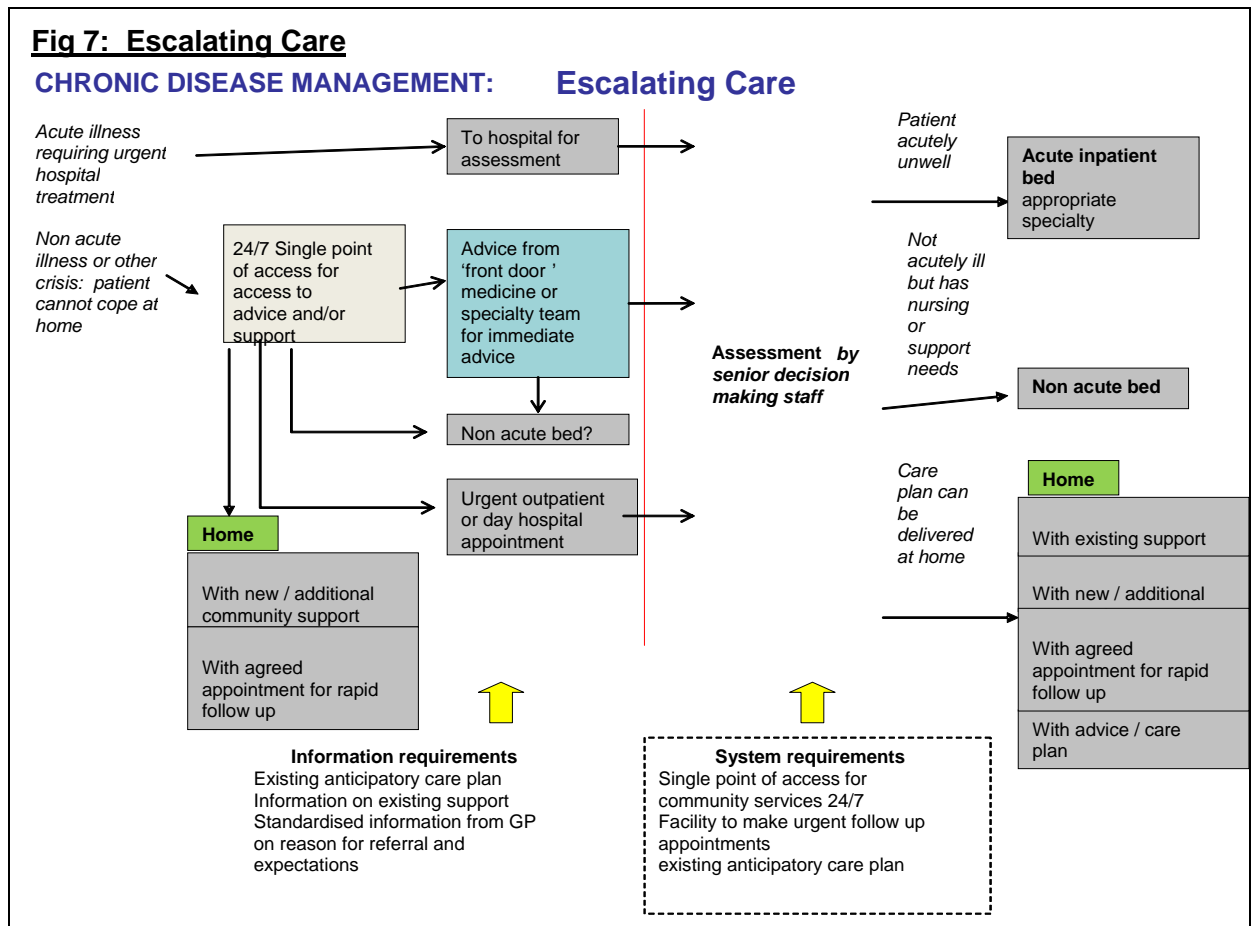 Fig 7: Escalating Care
CHRONIC DISEASE MANAGEMENT: Escalating Care
Acute illness
requiring urgent
hospital
treatment
To hospital for
assessment
Patient
acutely
unwell
Acute inpatient
bed
appropriate
specialty
Non acute
illness or other
crisis: patient
cannot cope at
home
24/7 Single point
of access for
access to
advice and/or
support
Advice from
‘front door ’
medicine or
specialty team
for immediate
advice
Assessment by
senior decision
making staff
Not
acutely ill
but has
nursing
or
support
needs
Non acute bed
Non acute bed?
Urgent outpatient
or day hospital
appointment
Care
plan can
be
delivered
at home
Home
With existing support
With new / additional
With agreed
appointment for rapid
follow up
With advice / care
plan
Home
With new / additional
community support
With agreed
appointment for rapid
follow up
Information requirements
Existing anticipatory care plan
Information on existing support
Standardised information from GP
on reason for referral and
expectations
System requirements
Single point of access for
community services 24/7
Facility to make urgent follow up
appointments
existing anticipatory care plan